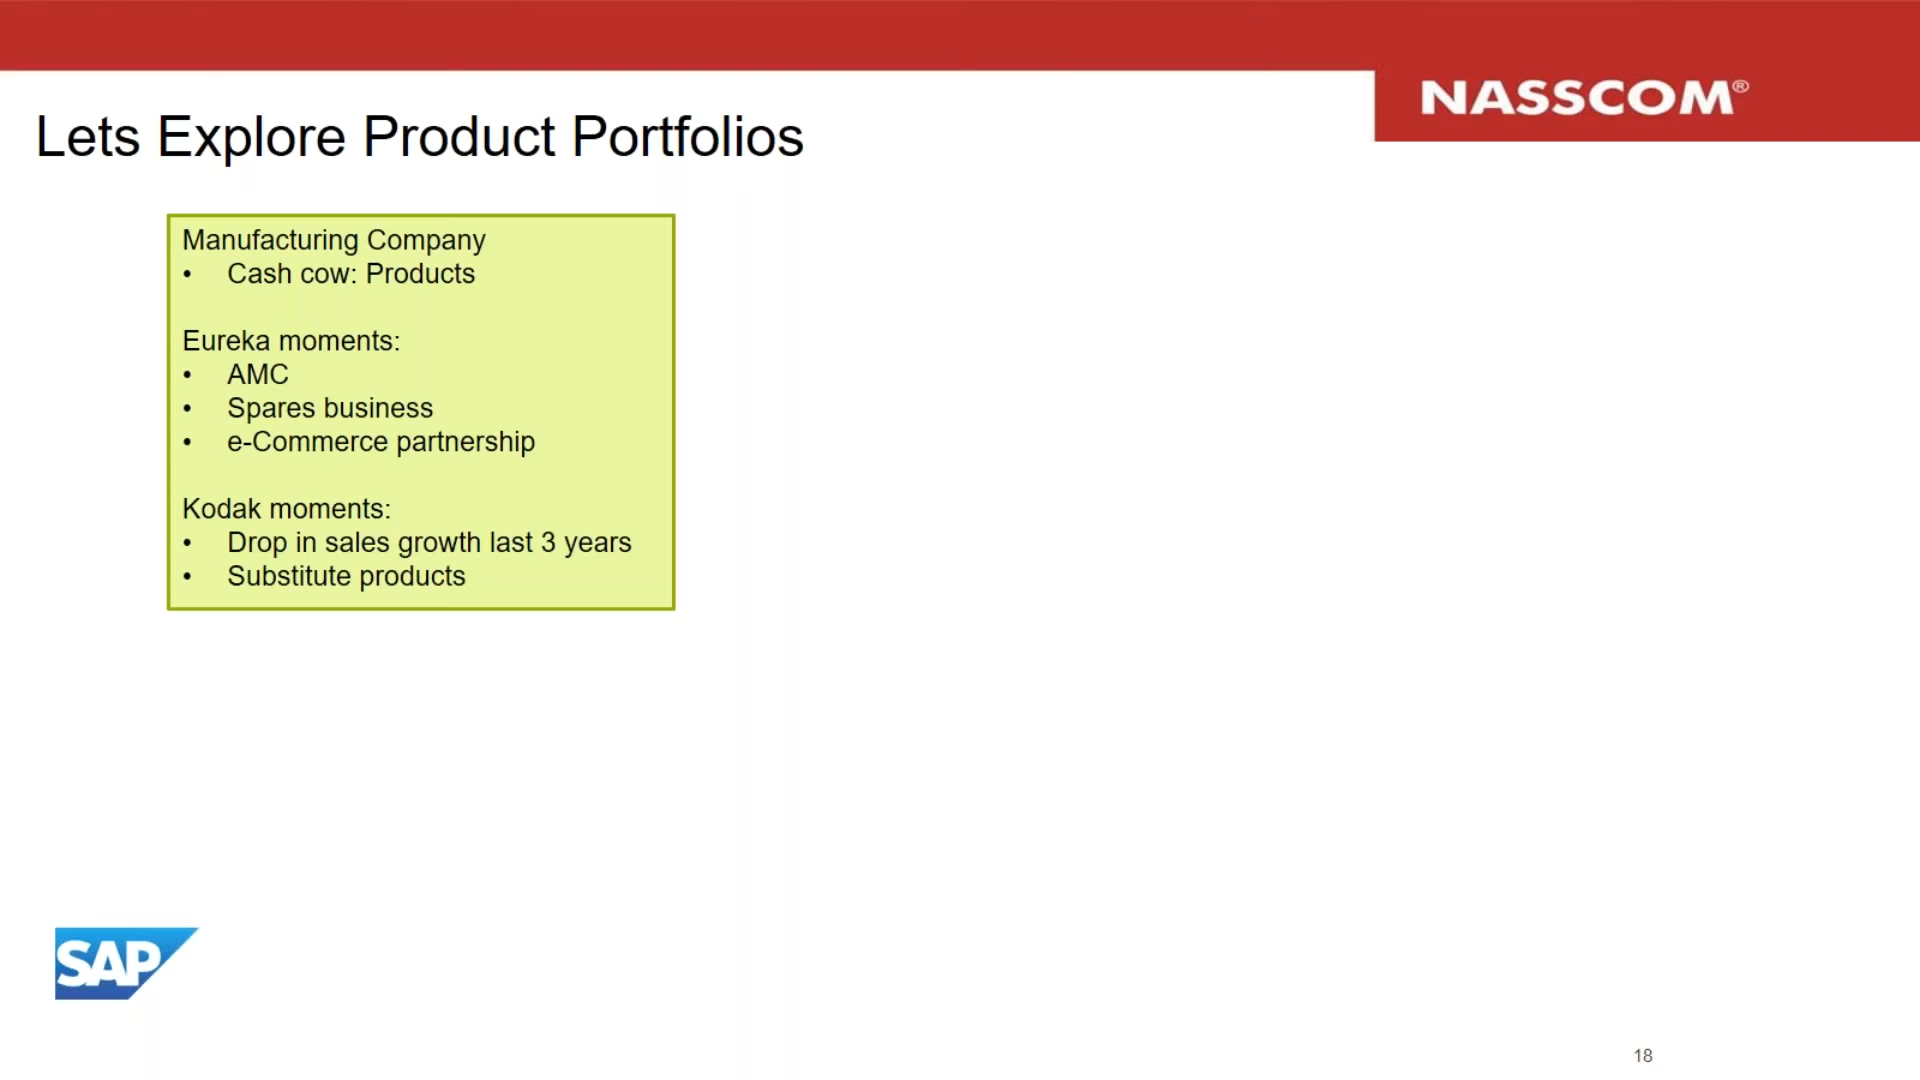 NASSCOM®
Lets Explore Product Portfolios
Manufacturing Company
• Cash cow: Products
Eureka moments:
• AMC
• Spares business
• e-Commerce partnership
Kodak moments:
• Drop in sales growth last 3 years
• Substitute products
SAP
18